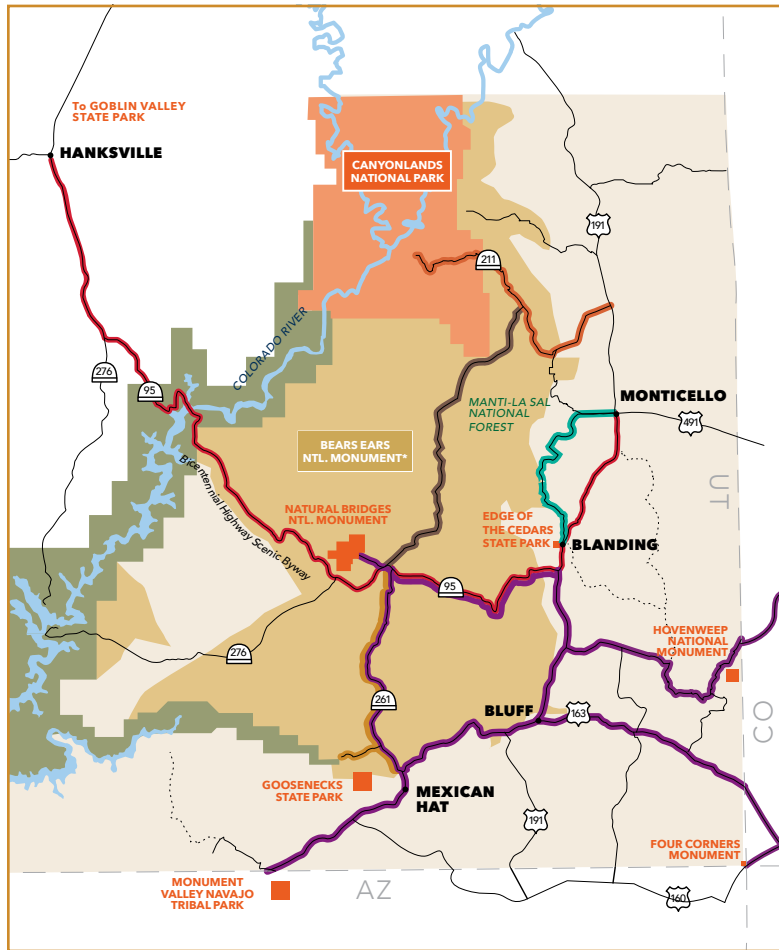 To GOBLIN VALLEY
STATE PARK
HANKSVILLE
CANYONLANDS
NATIONAL PARK
191
211
COLORADO RIVER
276
95
MANTI-LA SAL
NATIONAL
FOREST
MONTICELLO
491
BEARS EARS
NTL. MONUMENT*
UT
Bicentennial Highway Scenic Byway
NATURAL BRIDGES
NTL. MONUMENT
EDGE OF
THE CEDARS
STATE PARK
BLANDING
95
HOVENWEEP
NATIONAL
MONUMENT
276
261
BLUFF
163
CO
GOOSENECKS
STATE PARK
MEXICAN
HAT
191
FOUR CORNERS
MONUMENT
MONUMENT
VALLEY NAVAJO
TRIBAL PARK
AZ
160